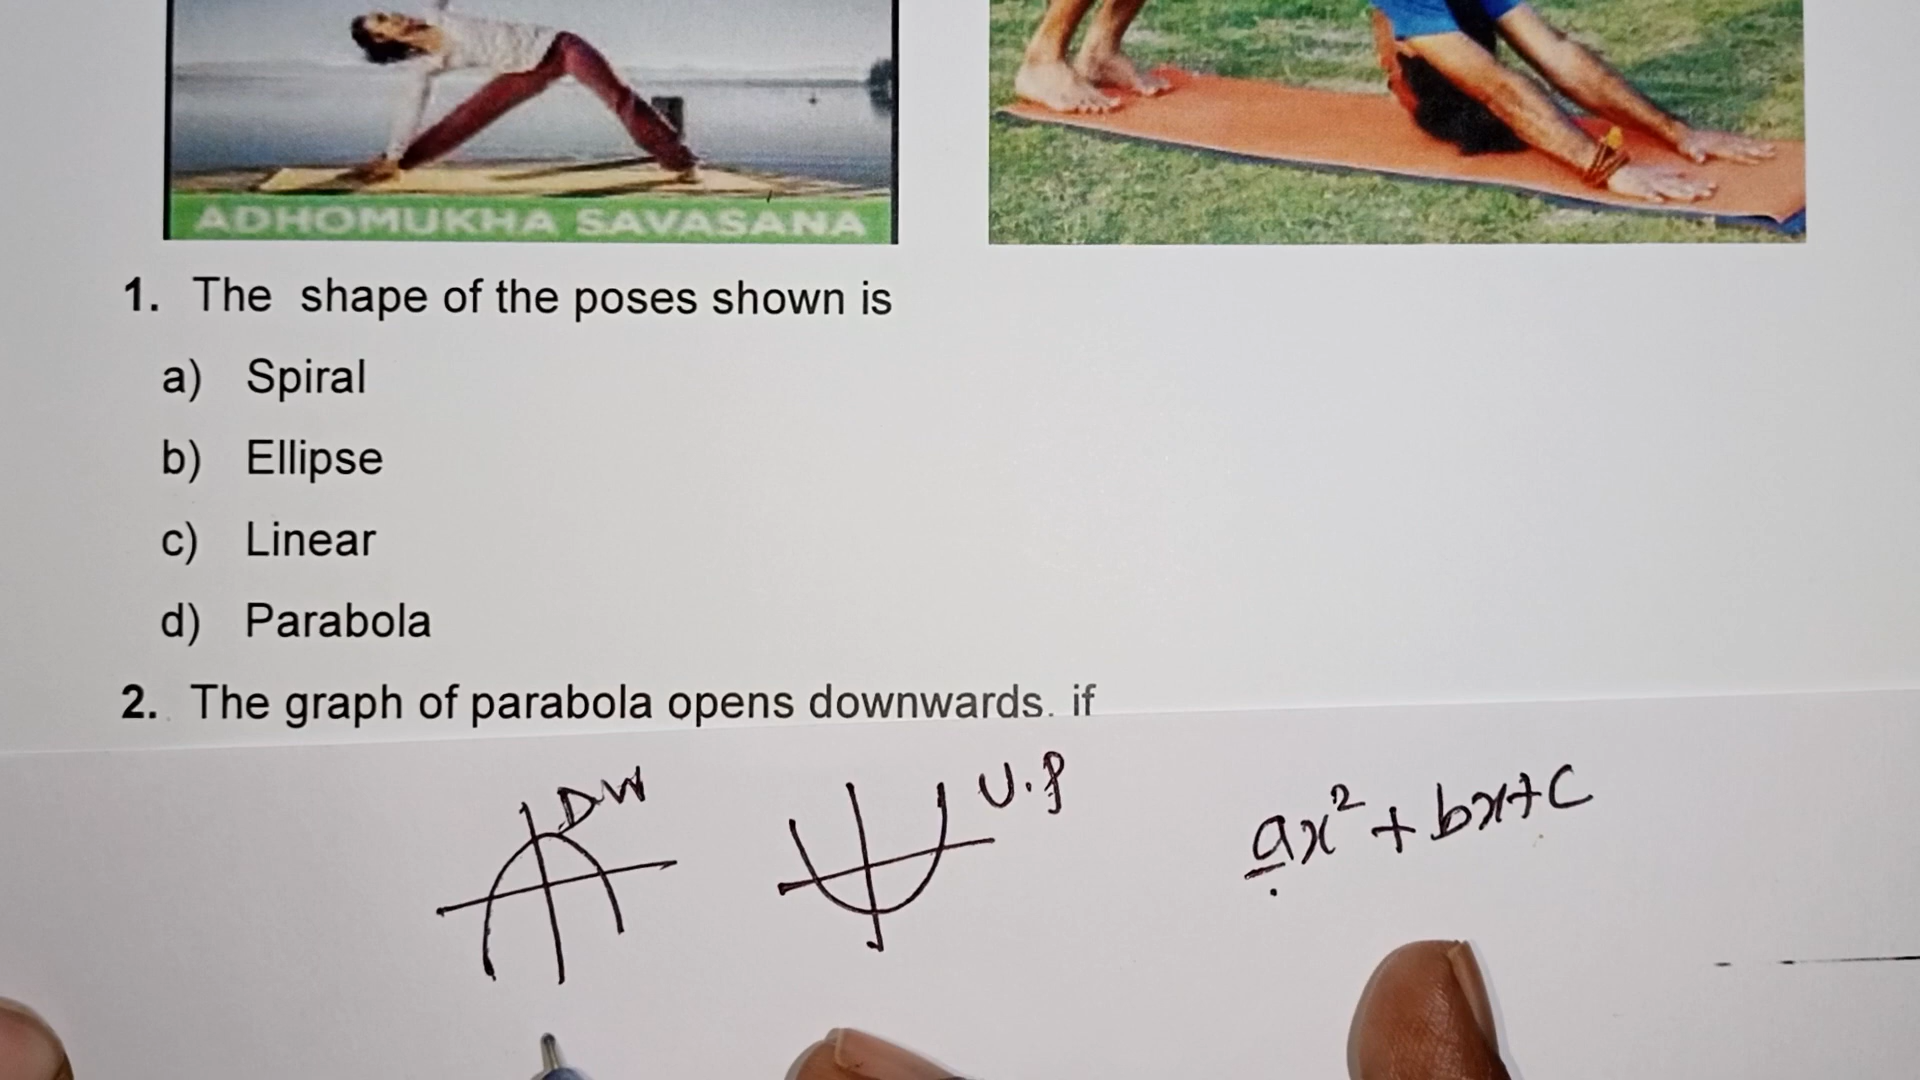 ADHOMUKHA SAVASANA
1. The shape of the poses shown is
a) Spiral
b) Ellipse
c) Linear
d) Parabola
2. The graph of parabola opens downwards. if
DW
U.P
ax² + bx+c